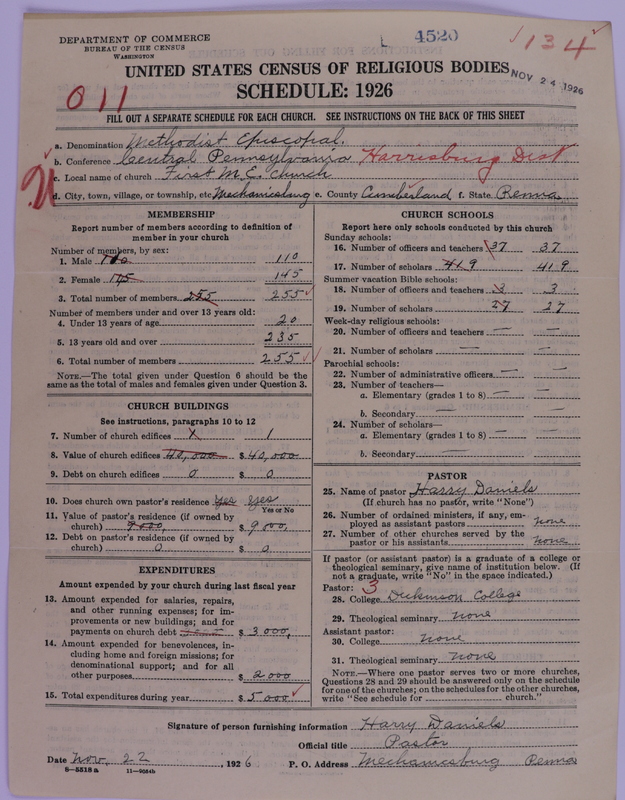 DEPARTMENT OF COMMERCE
BUREAU OF THE CENSUS
WASHINGTON
4520
134
UNITED STATES CENSUS OF RELIGIOUS BODIES
NOV 24 1926
SCHEDULE: 1926
011
FILL OUT A SEPARATE SCHEDULE FOR EACH CHURCH. SEE INSTRUCTIONS ON THE BACK OF THIS SHEET
a. Denomination Methodist Episcopal.
b. Conference Central Pennsylvania Harrisburg Dist
c. Local name of church First M.E. Church
d. City, town, village, or township, etc Mechanicsburg e. County Cumberland f. State Penna
MEMBERSHIP
Report number of members according to definition of
member in your church
Number of members, by sex:
1. Male 110 110
2. Female 145 145
3. Total number of members 255 255
Number of members under and over 13 years old:
4. Under 13 years of age 20
5. 13 years old and over 235
6. Total number of members 255
NOTE.—The total given under Question 6 should be the
same as the total of males and females given under Question 3.
CHURCH BUILDINGS
See instructions, paragraphs 10 to 12
7. Number of church edifices 1 1
8. Value of church edifices 40,000 $ 40,000
9. Debt on church edifices 0 $ 0
10. Does church own pastor's residence Yes Yes
Yes or No
11. Value of pastor's residence (if owned by
church) 9000, $ 9000,
12. Debt on pastor's residence (if owned by
church) 0 $ 0
EXPENDITURES
Amount expended by your church during last fiscal year
13. Amount expended for salaries, repairs,
and other running expenses; for im-
provements or new buildings; and for
payments on church debt $ 3000,
14. Amount expended for benevolences, in-
cluding home and foreign missions; for
denominational support; and for all
other purposes $ 2000
15. Total expenditures during year $ 5000
CHURCH SCHOOLS
Report here only schools conducted by this church
Sunday schools:
16. Number of officers and teachers 37 37
17. Number of scholars 419 419
Summer vacation Bible schools:
18. Number of officers and teachers 3 3
19. Number of scholars 27 27
Week-day religious schools:
20. Number of officers and teachers — —
21. Number of scholars — —
Parochial schools:
22. Number of administrative officers — —
23. Number of teachers—
a. Elementary (grades 1 to 8) — —
b. Secondary — —
24. Number of scholars—
a. Elementary (grades 1 to 8) — —
b. Secondary —
PASTOR
25. Name of pastor Harry Daniels
(If church has no pastor, write "None")
26. Number of ordained ministers, if any, em-
ployed as assistant pastors none
27. Number of other churches served by the
pastor or his assistants none
If pastor (or assistant pastor) is a graduate of a college or
theological seminary, give name of institution below. (If
not a graduate, write "No" in the space indicated.)
Pastor: 3
28. College Dickinson College
29. Theological seminary none
Assistant pastor:
30. College none
31. Theological seminary none
NOTE.—Where one pastor serves two or more churches,
Questions 28 and 29 should be answered only on the schedule
for one of the churches; on the schedules for the other churches,
write "See schedule for church."
Signature of person furnishing information Harry Daniels
Official title Pastor
Date Nov. 22, 1926 P. O. Address Mechanicsburg Penna
8—5518a 11—9084b